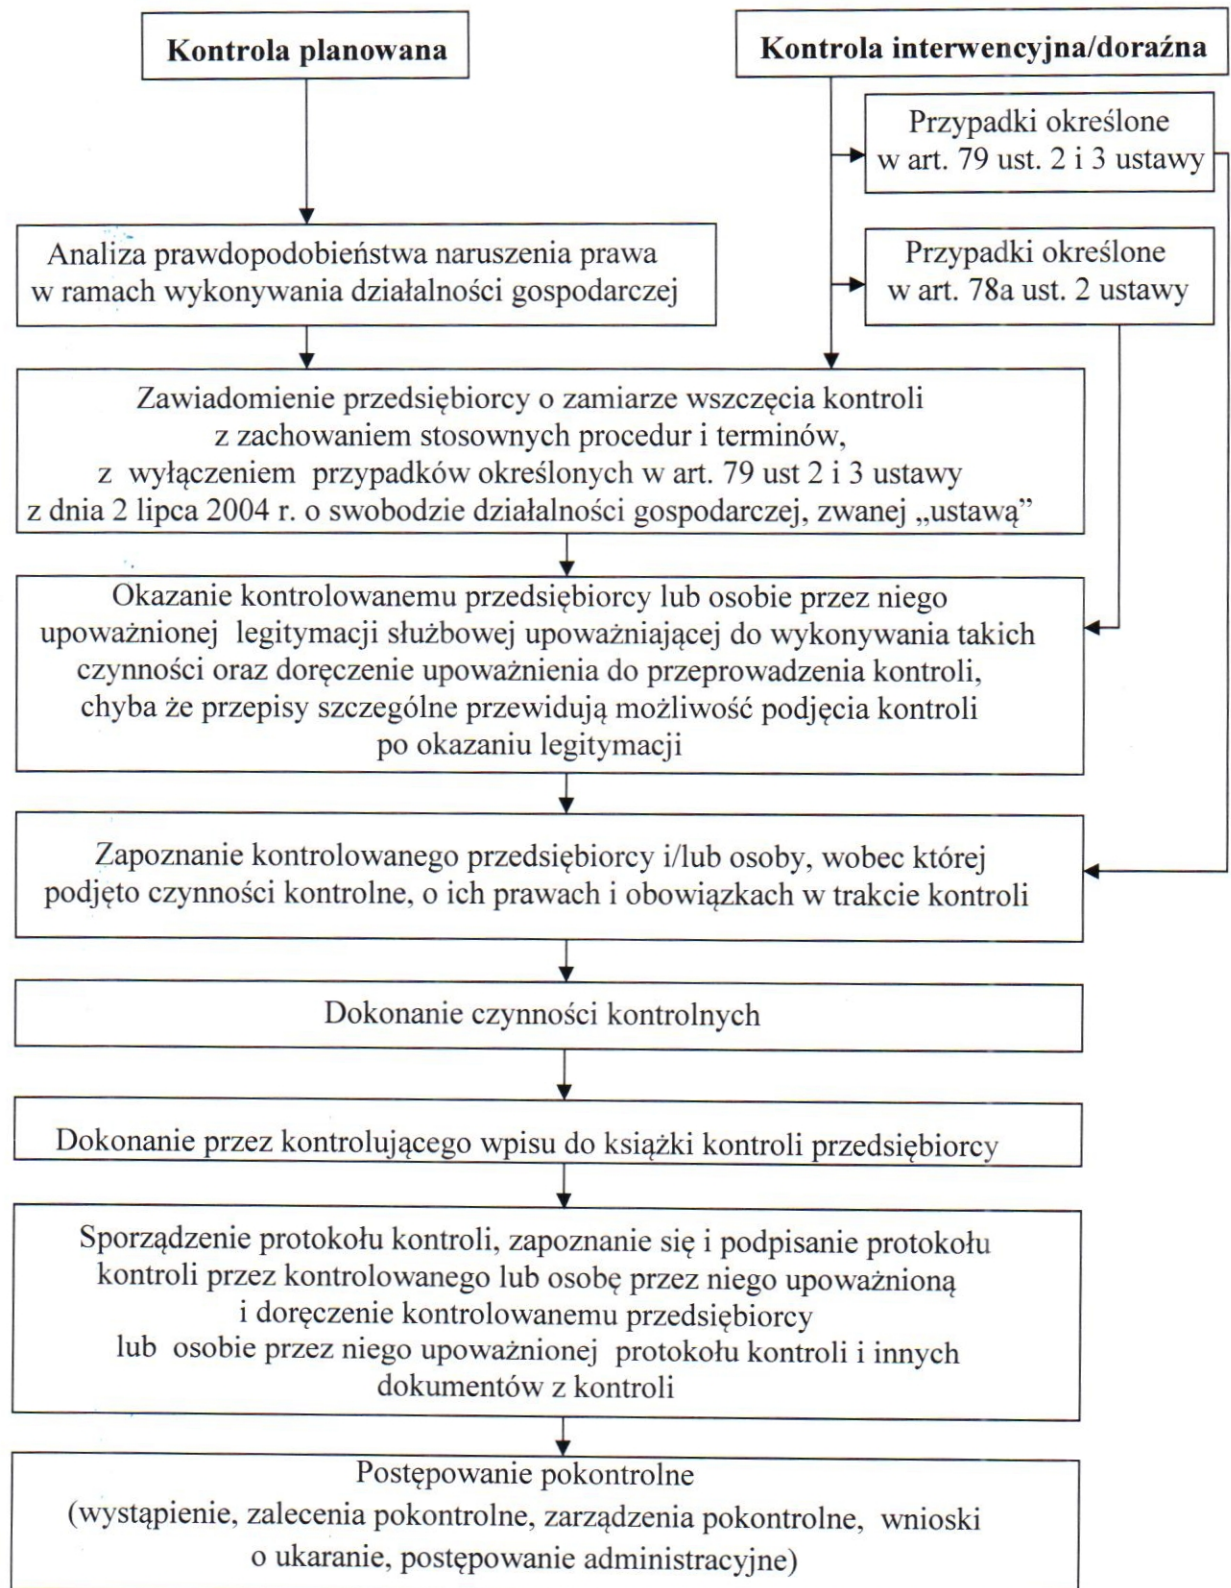 Kontrola planowana
Kontrola interwencyjna/doraźna
Przypadki określone
w art. 79 ust. 2 i 3 ustawy
Przypadki określone
w art. 78a ust. 2 ustawy
Analiza prawdopodobieństwa naruszenia prawa
w ramach wykonywania działalności gospodarczej
Zawiadomienie przedsiębiorcy o zamiarze wszczęcia kontroli
z zachowaniem stosownych procedur i terminów,
z wyłączeniem przypadków określonych w art. 79 ust 2 i 3 ustawy
z dnia 2 lipca 2004 r. o swobodzie działalności gospodarczej, zwanej „ustawą”
Okazanie kontrolowanemu przedsiębiorcy lub osobie przez niego
upoważnionej legitymacji służbowej upoważniającej do wykonywania takich
czynności oraz doręczenie upoważnienia do przeprowadzenia kontroli,
chyba że przepisy szczególne przewidują możliwość podjęcia kontroli
po okazaniu legitymacji
Zapoznanie kontrolowanego przedsiębiorcy i/lub osoby, wobec której
podjęto czynności kontrolne, o ich prawach i obowiązkach w trakcie kontroli
Dokonanie czynności kontrolnych
Dokonanie przez kontrolującego wpisu do książki kontroli przedsiębiorcy
Sporządzenie protokołu kontroli, zapoznanie się i podpisanie protokołu
kontroli przez kontrolowanego lub osobę przez niego upoważnioną
i doręczenie kontrolowanemu przedsiębiorcy
lub osobie przez niego upoważnionej protokołu kontroli i innych
dokumentów z kontroli
Postępowanie pokontrolne
(wystąpienie, zalecenia pokontrolne, zarządzenia pokontrolne, wnioski
o ukaranie, postępowanie administracyjne)